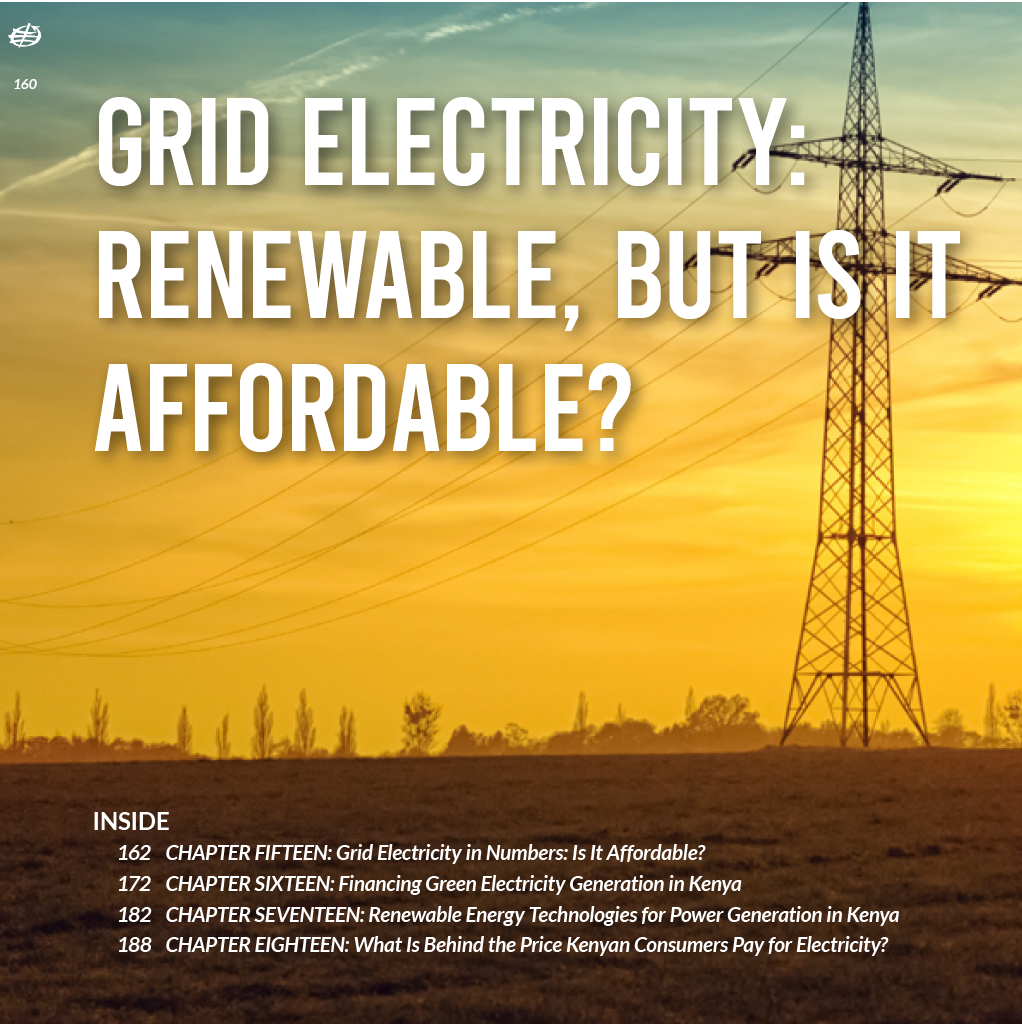 160
GRID ELECTRICITY:
RENEWABLE, BUT IS IT
AFFORDABLE?
INSIDE
162 CHAPTER FIFTEEN: Grid Electricity in Numbers: Is It Affordable?
172 CHAPTER SIXTEEN: Financing Green Electricity Generation in Kenya
182 CHAPTER SEVENTEEN: Renewable Energy Technologies for Power Generation in Kenya
188 CHAPTER EIGHTEEN: What Is Behind the Price Kenyan Consumers Pay for Electricity?